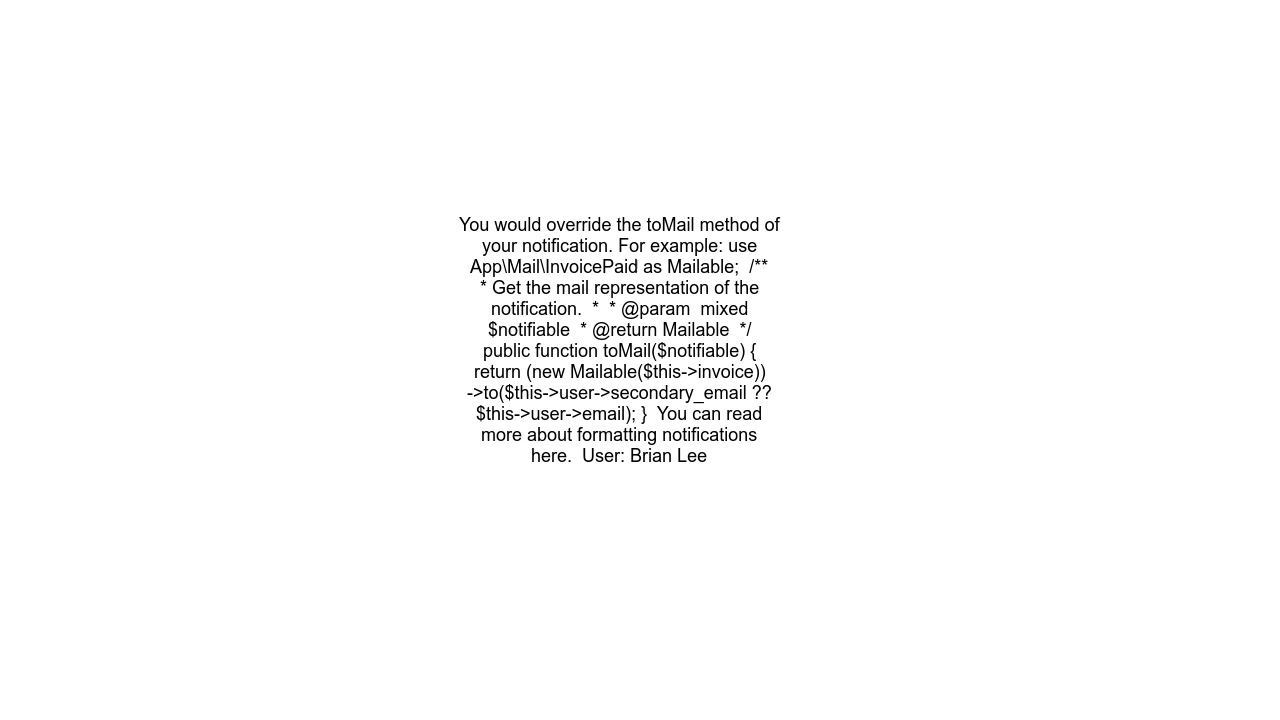 You would override the toMail method of
your notification. For example: use
App\Mail\InvoicePaid as Mailable;  /**
* Get the mail representation of the
notification.  *  * @param  mixed
$notifiable  * @return Mailable  */
public function toMail($notifiable) {
return (new Mailable($this->invoice))
->to($this->user->secondary_email ??
$this->user->email); }  You can read
more about formatting notifications
here.  User: Brian Lee